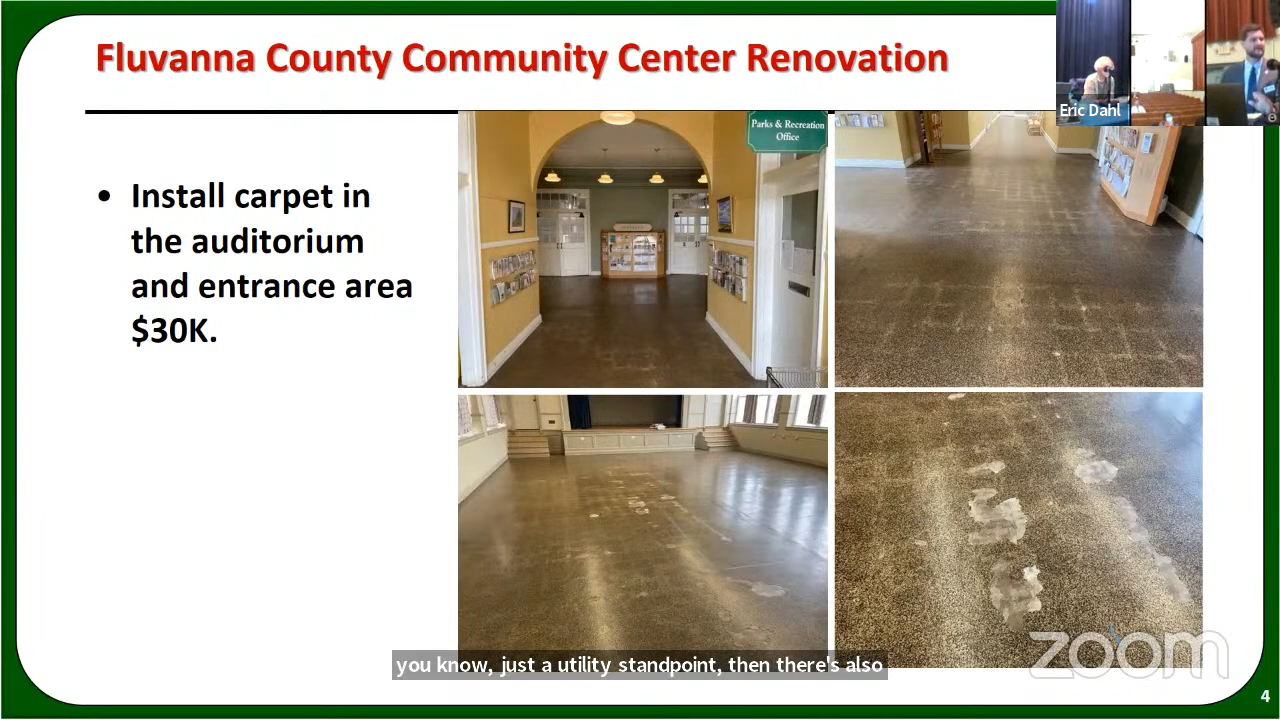 Fluvanna County Community Center Renovation
Eric Dahl
• Install carpet in
the auditorium
and entrance area
$30K.
Parks & Recreation
Office
you know, just a utility standpoint, then there's also
zoom
4